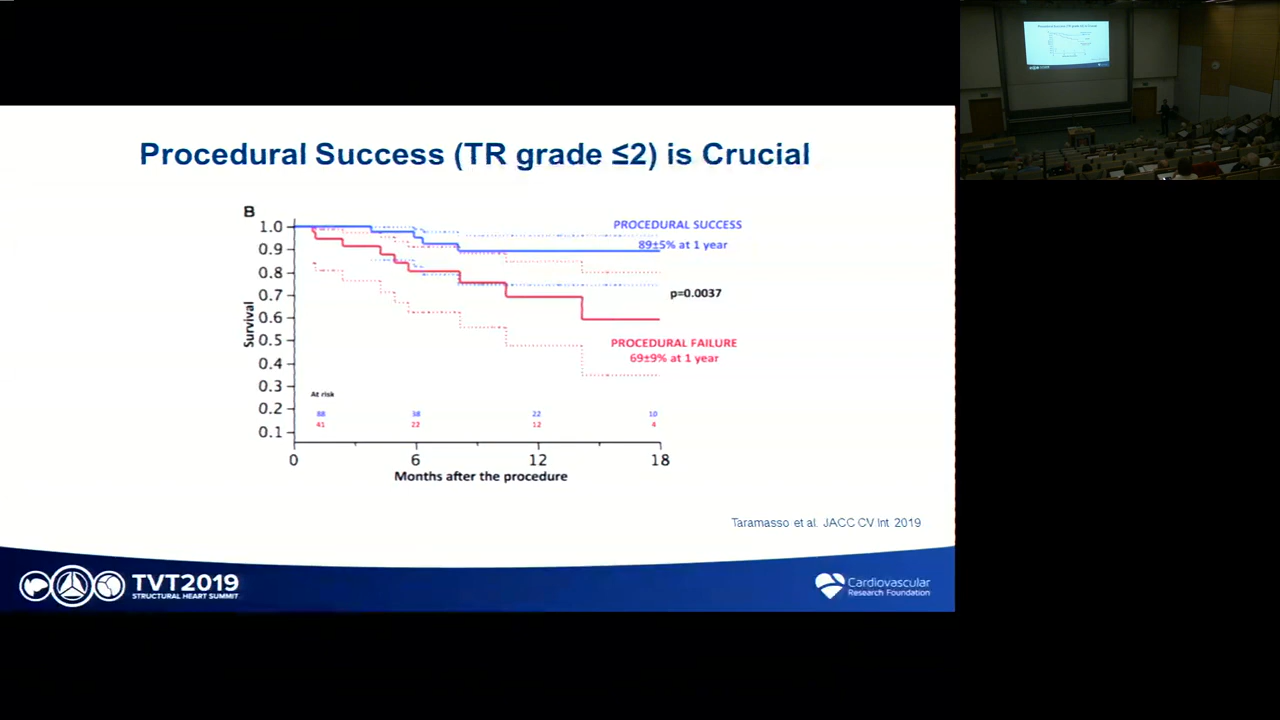 Procedural Success (TR grade ≤2) is Crucial
B
1.0
0.9
0.8
0.7
0.6
0.5
0.4
0.3
0.2
0.1
Survival
PROCEDURAL SUCCESS
89±5% at 1 year
p=0.0037
PROCEDURAL FAILURE
69±9% at 1 year
At risk
88 38 22 10
41 22 12 4
0 6 12 18
Months after the procedure
Taramasso et al. JACC CV Int. 2019
TVT2019
STRUCTURAL HEART SUMMIT
Cardiovascular
Research Foundation